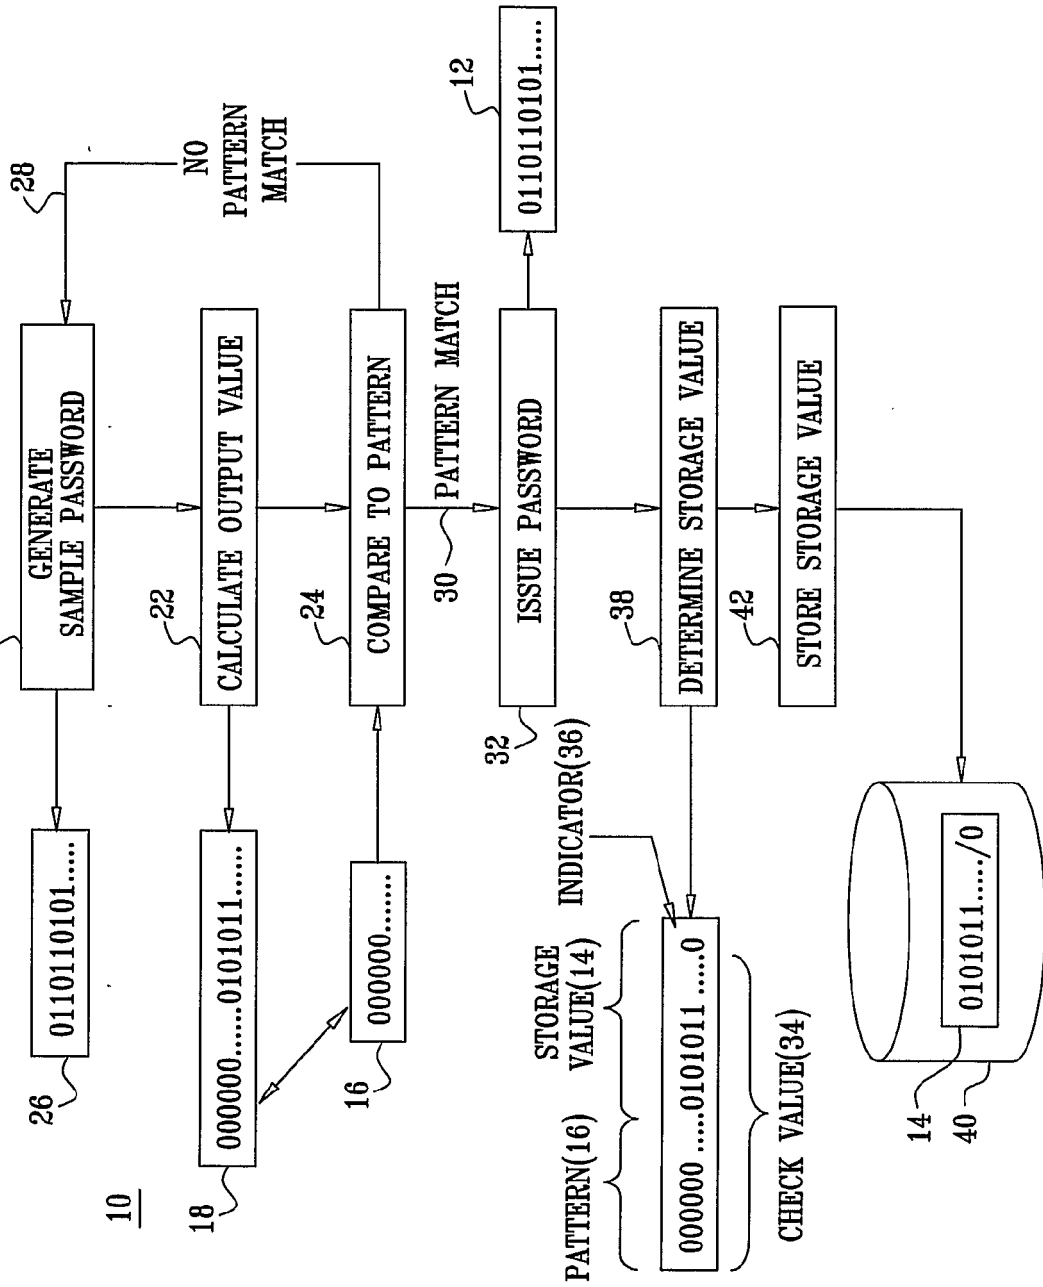 10
28
GENERATE
SAMPLE PASSWORD
0110110101.....
26
NO
PATTERN
MATCH
22
CALCULATE OUTPUT VALUE
000000......0101011......
18
24
COMPARE TO PATTERN
000000.......
16
30
PATTERN MATCH
12
0110110101.....
ISSUE PASSWORD
32
INDICATOR(36)
STORAGE
VALUE(14)
PATTERN(16)
38
DETERMINE STORAGE VALUE
000000 .....0101011 .....0
CHECK VALUE(34)
42
STORE STORAGE VALUE
0101011...../0
14
40